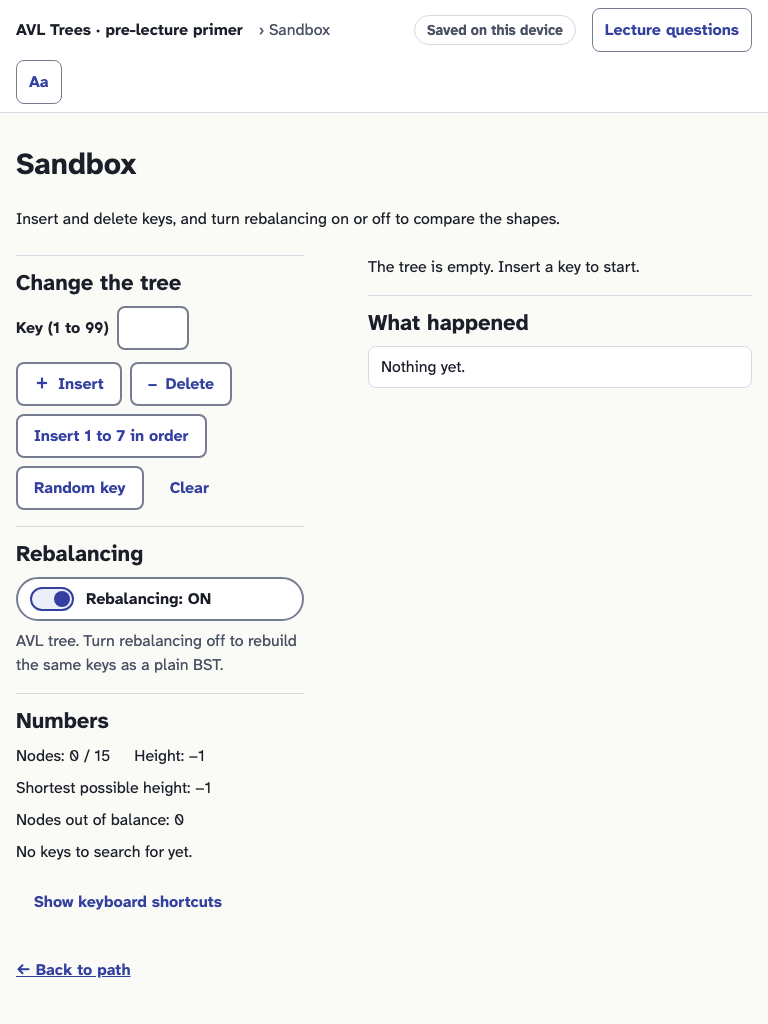 AVL Trees · pre-lecture primer › Sandbox Saved on this device Lecture questions
Aa
Sandbox
Insert and delete keys, and turn rebalancing on or off to compare the shapes.
Change the tree
Key (1 to 99)
+ Insert – Delete
Insert 1 to 7 in order
Random key Clear
Rebalancing
Rebalancing: ON
AVL tree. Turn rebalancing off to rebuild
the same keys as a plain BST.
Numbers
Nodes: 0 / 15 Height: −1
Shortest possible height: −1
Nodes out of balance: 0
No keys to search for yet.
Show keyboard shortcuts
← Back to path
The tree is empty. Insert a key to start.
What happened
Nothing yet.